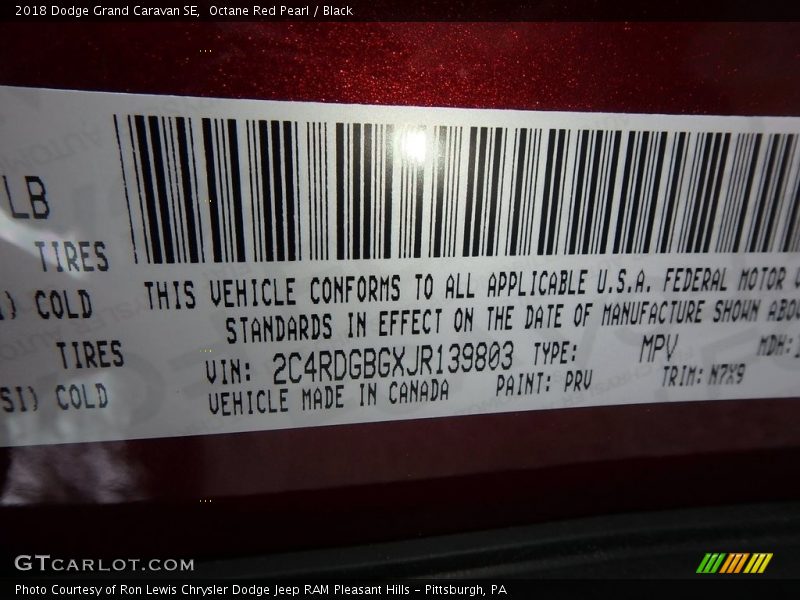 2018 Dodge Grand Caravan SE,  Octane Red Pearl / Black
LB
TIRES
COLD
TIRES
SI) COLD
THIS VEHICLE CONFORMS TO ALL APPLICABLE U.S.A. FEDERAL MOTOR
STANDARDS IN EFFECT ON THE DATE OF MANUFACTURE SHOWN ABO
VIN: 2C4RDGBGXJR139803 TYPE: MPV MDH:
VEHICLE MADE IN CANADA PAINT: PRV TRIM: N7X9
GTCARLOT.COM
Photo Courtesy of Ron Lewis Chrysler Dodge Jeep RAM Pleasant Hills - Pittsburgh, PA